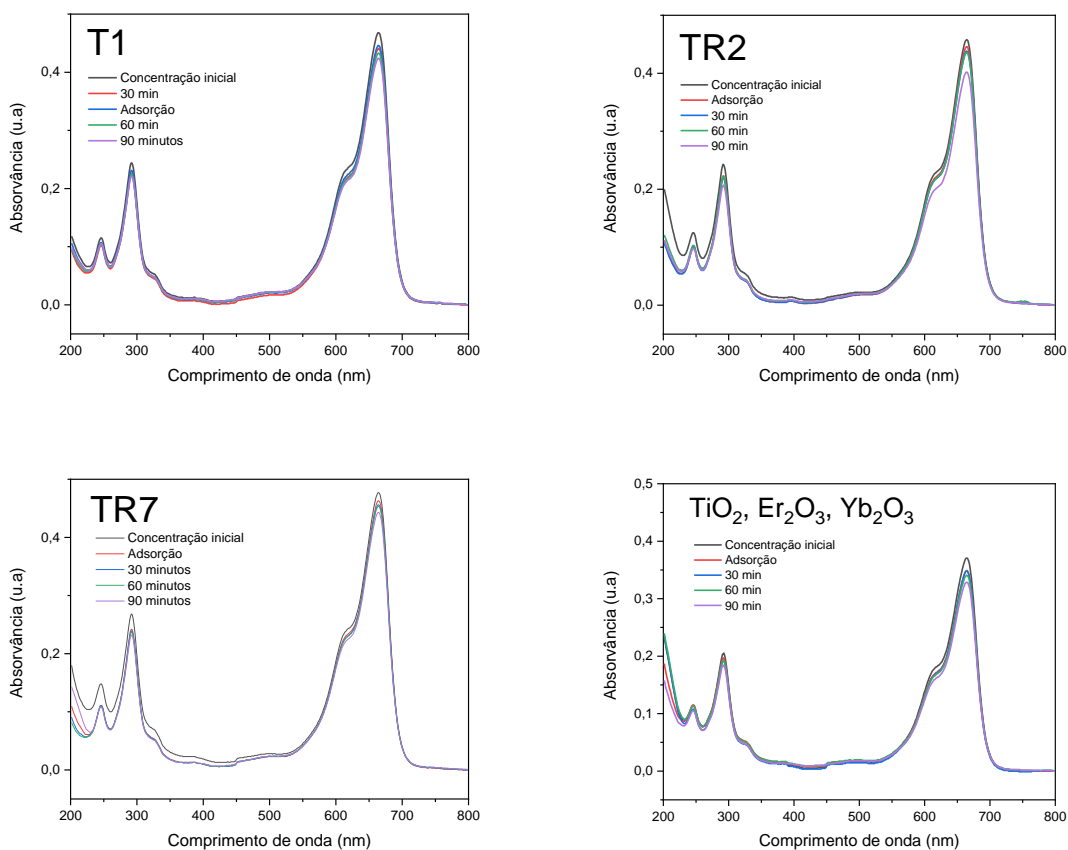 T1
Concentração inicial
30 min
Adsorção
60 min
90 minutos
0,4
0,2
0,0
Absorvância (u.a)
200 300 400 500 600 700 800
Comprimento de onda (nm)
TR2
Concentração inicial
Adsorção
30 min
60 min
90 min
0,4
0,2
0,0
Absorvância (u.a)
200 300 400 500 600 700 800
Comprimento de onda (nm)
TR7
Concentração inicial
Adsorção
30 minutos
60 minutos
90 minutos
0,4
0,2
0,0
Absorvância (u.a)
200 300 400 500 600 700 800
Comprimento de onda (nm)
TiO₂, Er₂O₃, Yb₂O₃
Concentração inicial
Adsorção
30 min
60 min
90 min
0,5
0,4
0,3
0,2
0,1
0,0
Absorvância (u.a)
200 300 400 500 600 700 800
Comprimento de onda (nm)